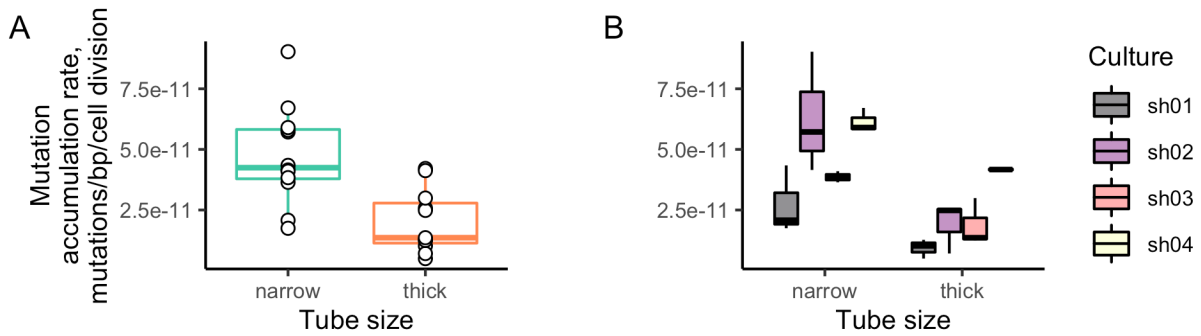 A
Mutation
accumulation rate,
mutations/bp/cell division
7.5e-11
5.0e-11
2.5e-11
narrow
thick
Tube size
B
7.5e-11
5.0e-11
2.5e-11
narrow
thick
Tube size
Culture
sh01
sh02
sh03
sh04